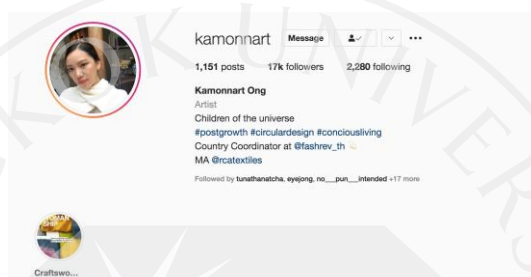 kamonnart Message
1,151 posts 17k followers 2,280 following
Kamonnart Ong
Artist
Children of the universe
#postgrowth #circulardesign #conciousliving
Country Coordinator at @fashrev_th
MA @rcatextiles
Followed by tunathanatcha, eyejong, no___pun___intended +17 more
Craftswo...